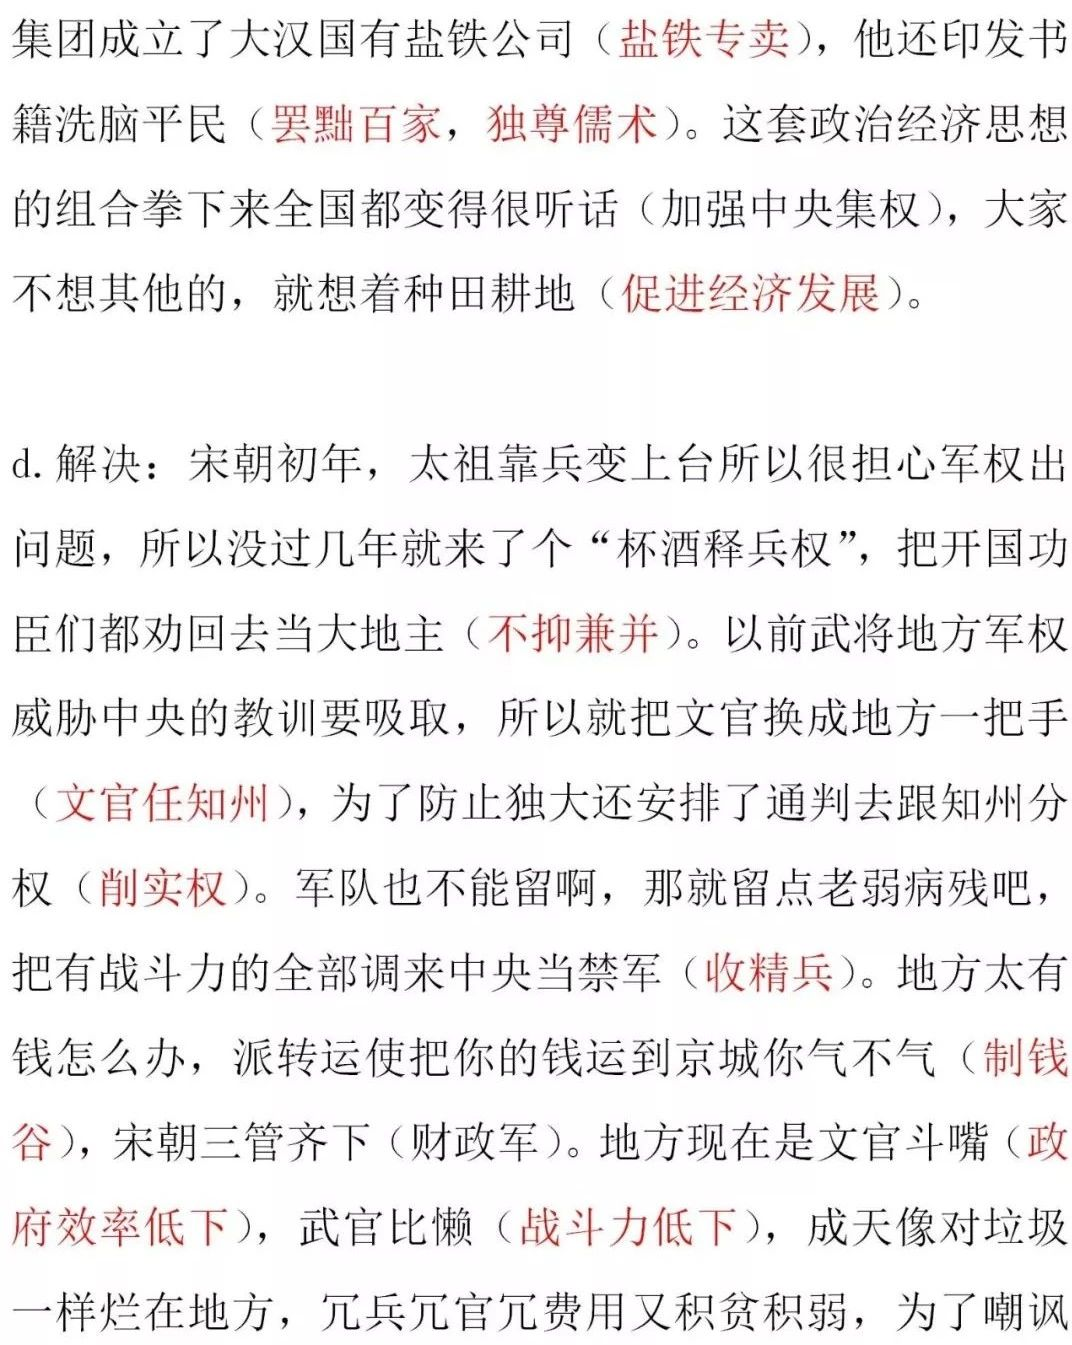 集团成立了大汉国有盐铁公司（盐铁专卖），他还印发书
籍洗脑平民（罢黜百家，独尊儒术）。这套政治经济思想
的组合拳下来全国都变得很听话（加强中央集权），大家
不想其他的，就想着种田耕地（促进经济发展）。
d. 解决：宋朝初年，太祖靠兵变上台所以很担心军权出
问题，所以没过几年就来了个“杯酒释兵权”，把开国功
臣们都劝回去当大地主（不抑兼并）。以前武将地方军权
威胁中央的教训要吸取，所以就把文官换成地方一把手
（文官任知州），为了防止独大还安排了通判去跟知州分
权（削实权）。军队也不能留啊，那就留点老弱病残吧，
把有战斗力的全部调来中央当禁军（收精兵）。地方太有
钱怎么办，派转运使把你的钱运到京城你气不气（制钱
谷），宋朝三管齐下（财政军）。地方现在是文官斗嘴（政
府效率低下），武官比懒（战斗力低下），成天像对垃圾
一样烂在地方，冗兵冗官冗费用又积贫积弱，为了嘲讽